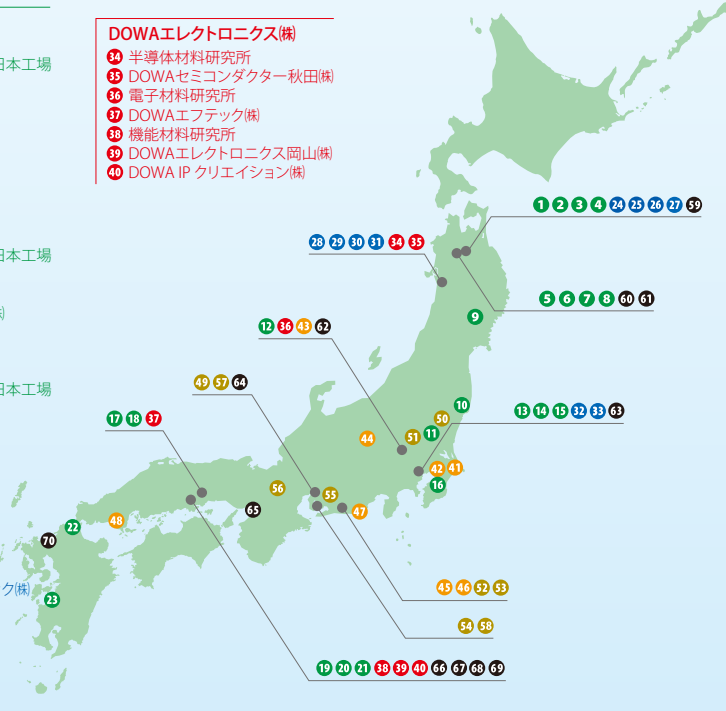 DOWAエレクトロニクス㈱
34 半導体材料研究所
35 DOWAセミコンダクター秋田㈱
36 電子材料研究所
37 DOWAエフテック㈱
38 機能材料研究所
39 DOWAエレクトロニクス岡山㈱
40 DOWA IP クリエイション㈱
日本工場
日本工場
㈱
日本工場
ク㈱
1 2 3 4 24 25 26 27 59
28 29 30 31 34 35
5 6 7 8 60 61
9
12 36 43 62
49 57 64
10
13 14 15 32 33 63
17 18 37
50
51 11
44
42 41
16
56
55
47
65
48
22
70
23
45 46 52 53
54 58
19 20 21 38 39 40 66 67 68 69